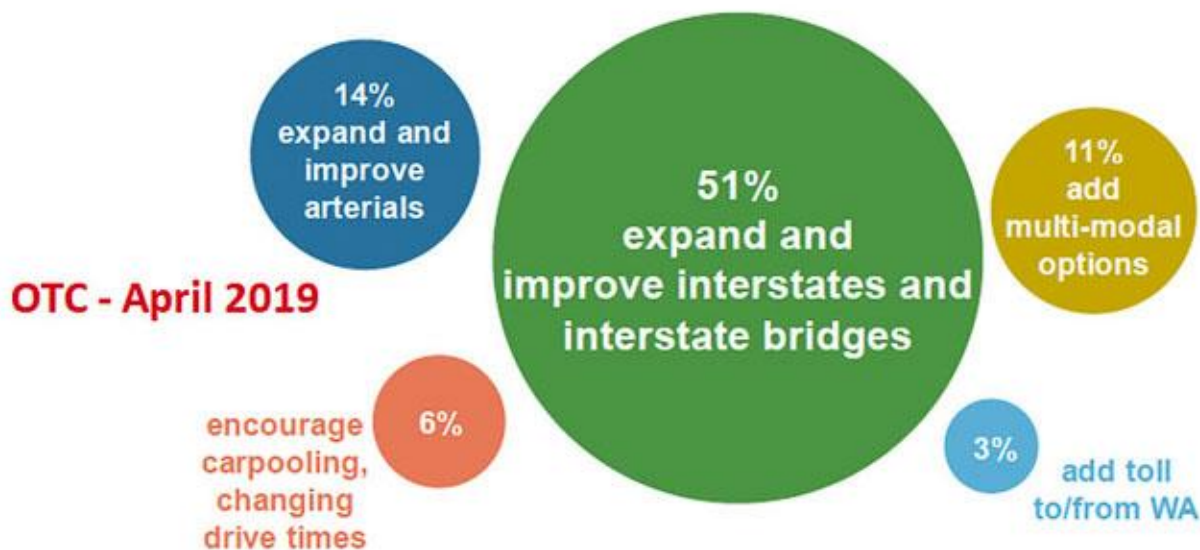 14%
expand and
improve
arterials
51%
expand and
improve interstates and
interstate bridges
11%
add
multi-modal
options
OTC - April 2019
encourage
carpooling,
changing
drive times
6%
3%
add toll
to/from WA